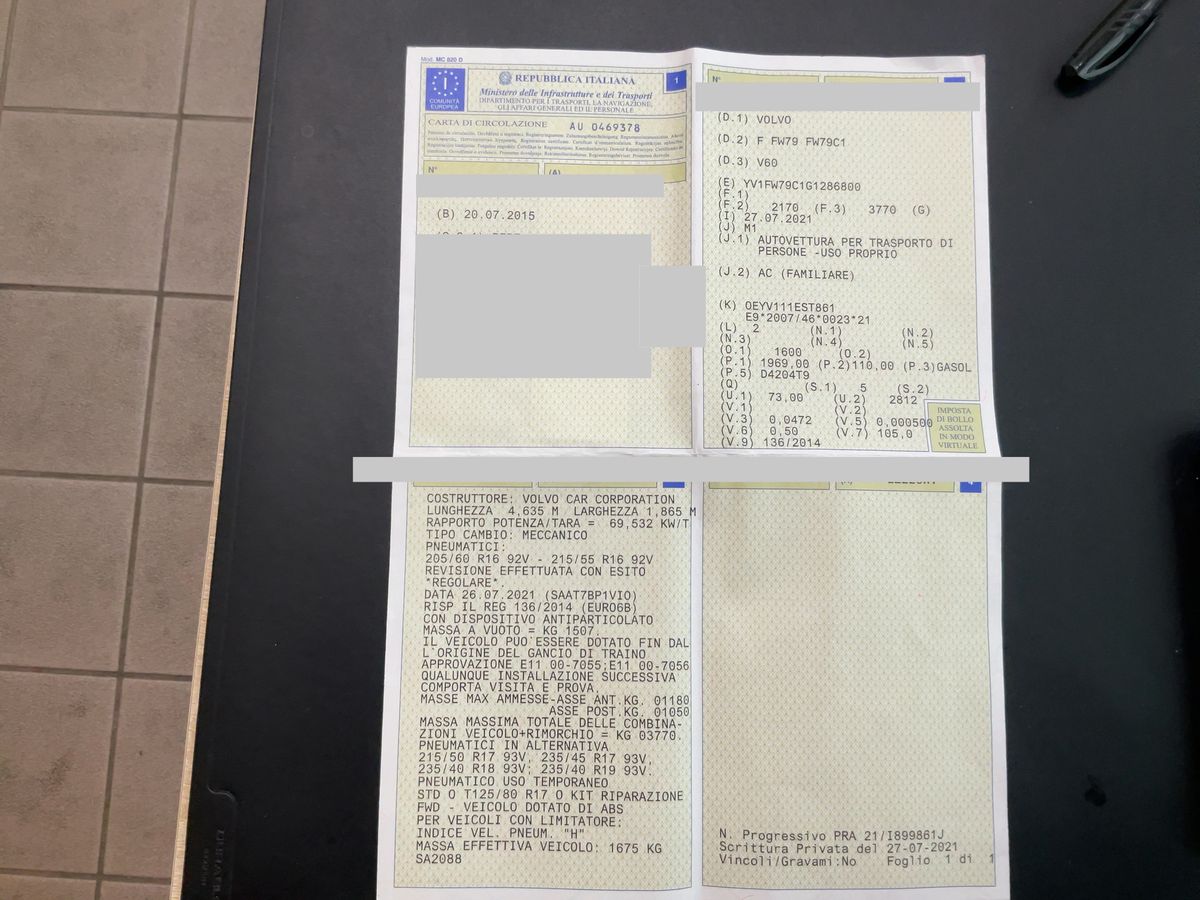 Mod. MC 820 D
I
COMUNITÀ
EUROPEA
REPUBBLICA ITALIANA
1
Ministero delle Infrastrutture e dei Trasporti
DIPARTIMENTO PER I TRASPORTI, LA NAVIGAZIONE,
GLI AFFARI GENERALI ED IL PERSONALE
CARTA DI CIRCOLAZIONE AU 0469378
N° (A)
(B) 20.07.2015
N°
(D.1) VOLVO
(D.2) F FW79 FW79C1
(D.3) V60
(E) YV1FW79C1G1286800
(F.1)
(F.2) 2170 (F.3) 3770 (G)
(I) 27.07.2021
(J) M1
(J.1) AUTOVETTURA PER TRASPORTO DI
PERSONE -USO PROPRIO
(J.2) AC (FAMILIARE)
(K) OEYV111EST861
E9*2007/46*0023*21
(L) 2 (N.1) (N.2)
(N.3) (N.4) (N.5)
(O.1) 1600 (O.2)
(P.1) 1969,00 (P.2)110,00 (P.3)GASOL
(P.5) D4204T9
(Q) (S.1) 5 (S.2)
(U.1) 73,00 (U.2) 2812
(V.1) (V.2)
(V.3) 0,0472 (V.5) 0,000500
(V.6) 0,50 (V.7) 105,0
(V.9) 136/2014
IMPOSTA
DI BOLLO
ASSOLTA
IN MODO
VIRTUALE
COSTRUTTORE: VOLVO CAR CORPORATION
LUNGHEZZA 4,635 M LARGHEZZA 1,865 M
RAPPORTO POTENZA/TARA = 69,532 KW/T
TIPO CAMBIO: MECCANICO
PNEUMATICI:
205/60 R16 92V - 215/55 R16 92V
REVISIONE EFFETTUATA CON ESITO
*REGOLARE*.
DATA 26.07.2021 (SAAT7BP1VIO)
RISP IL REG 136/2014 (EURO6B)
CON DISPOSITIVO ANTIPARTICOLATO
MASSA A VUOTO = KG 1507.
IL VEICOLO PUO`ESSERE DOTATO FIN DAL
L`ORIGINE DEL GANCIO DI TRAINO
APPROVAZIONE E11 00-7055;E11 00-7056
QUALUNQUE INSTALLAZIONE SUCCESSIVA
COMPORTA VISITA E PROVA.
MASSE MAX AMMESSE-ASSE ANT.KG. 01180
ASSE POST.KG. 01050
MASSA MASSIMA TOTALE DELLE COMBINA-
ZIONI VEICOLO+RIMORCHIO = KG 03770.
PNEUMATICI IN ALTERNATIVA
215/50 R17 93V, 235/45 R17 93V,
235/40 R18 93V; 235/40 R19 93V.
PNEUMATICO USO TEMPORANEO
STD O T125/80 R17 O KIT RIPARAZIONE
FWD - VEICOLO DOTATO DI ABS
PER VEICOLI CON LIMITATORE:
INDICE VEL. PNEUM. "H"
MASSA EFFETTIVA VEICOLO: 1675 KG
SA2088
4
N. Progressivo PRA 21/I899861J
Scrittura Privata del 27-07-2021
Vincoli/Gravami:No Foglio 1 di 1